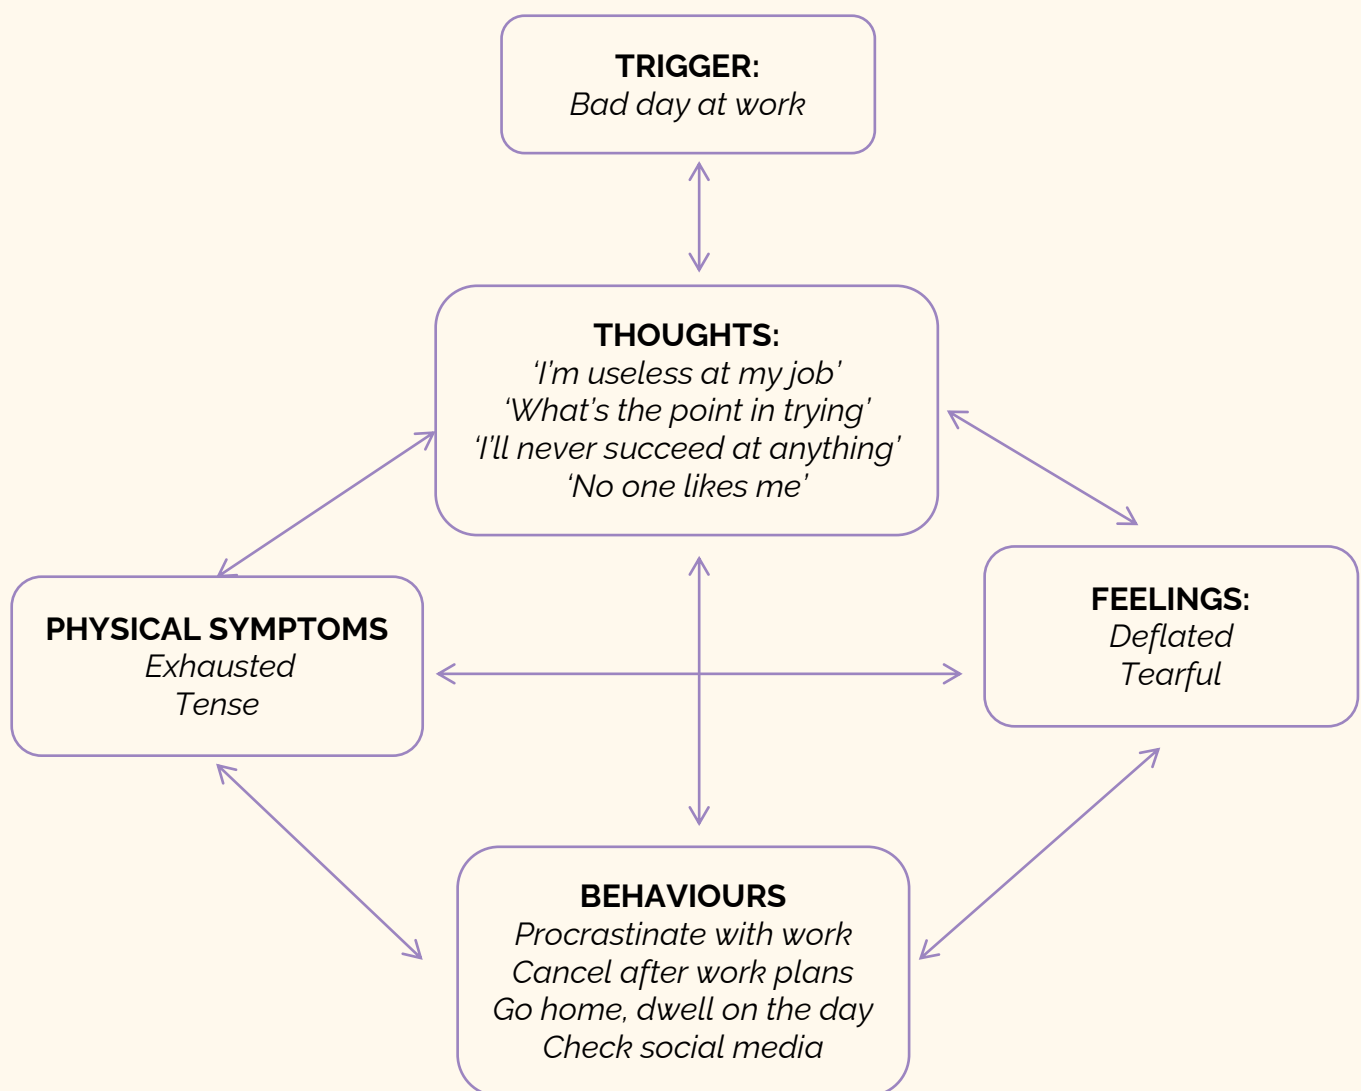 TRIGGER:
Bad day at work
THOUGHTS:
‘I’m useless at my job’
‘What’s the point in trying’
‘I’ll never succeed at anything’
‘No one likes me’
PHYSICAL SYMPTOMS
Exhausted
Tense
FEELINGS:
Deflated
Tearful
BEHAVIOURS
Procrastinate with work
Cancel after work plans
Go home, dwell on the day
Check social media